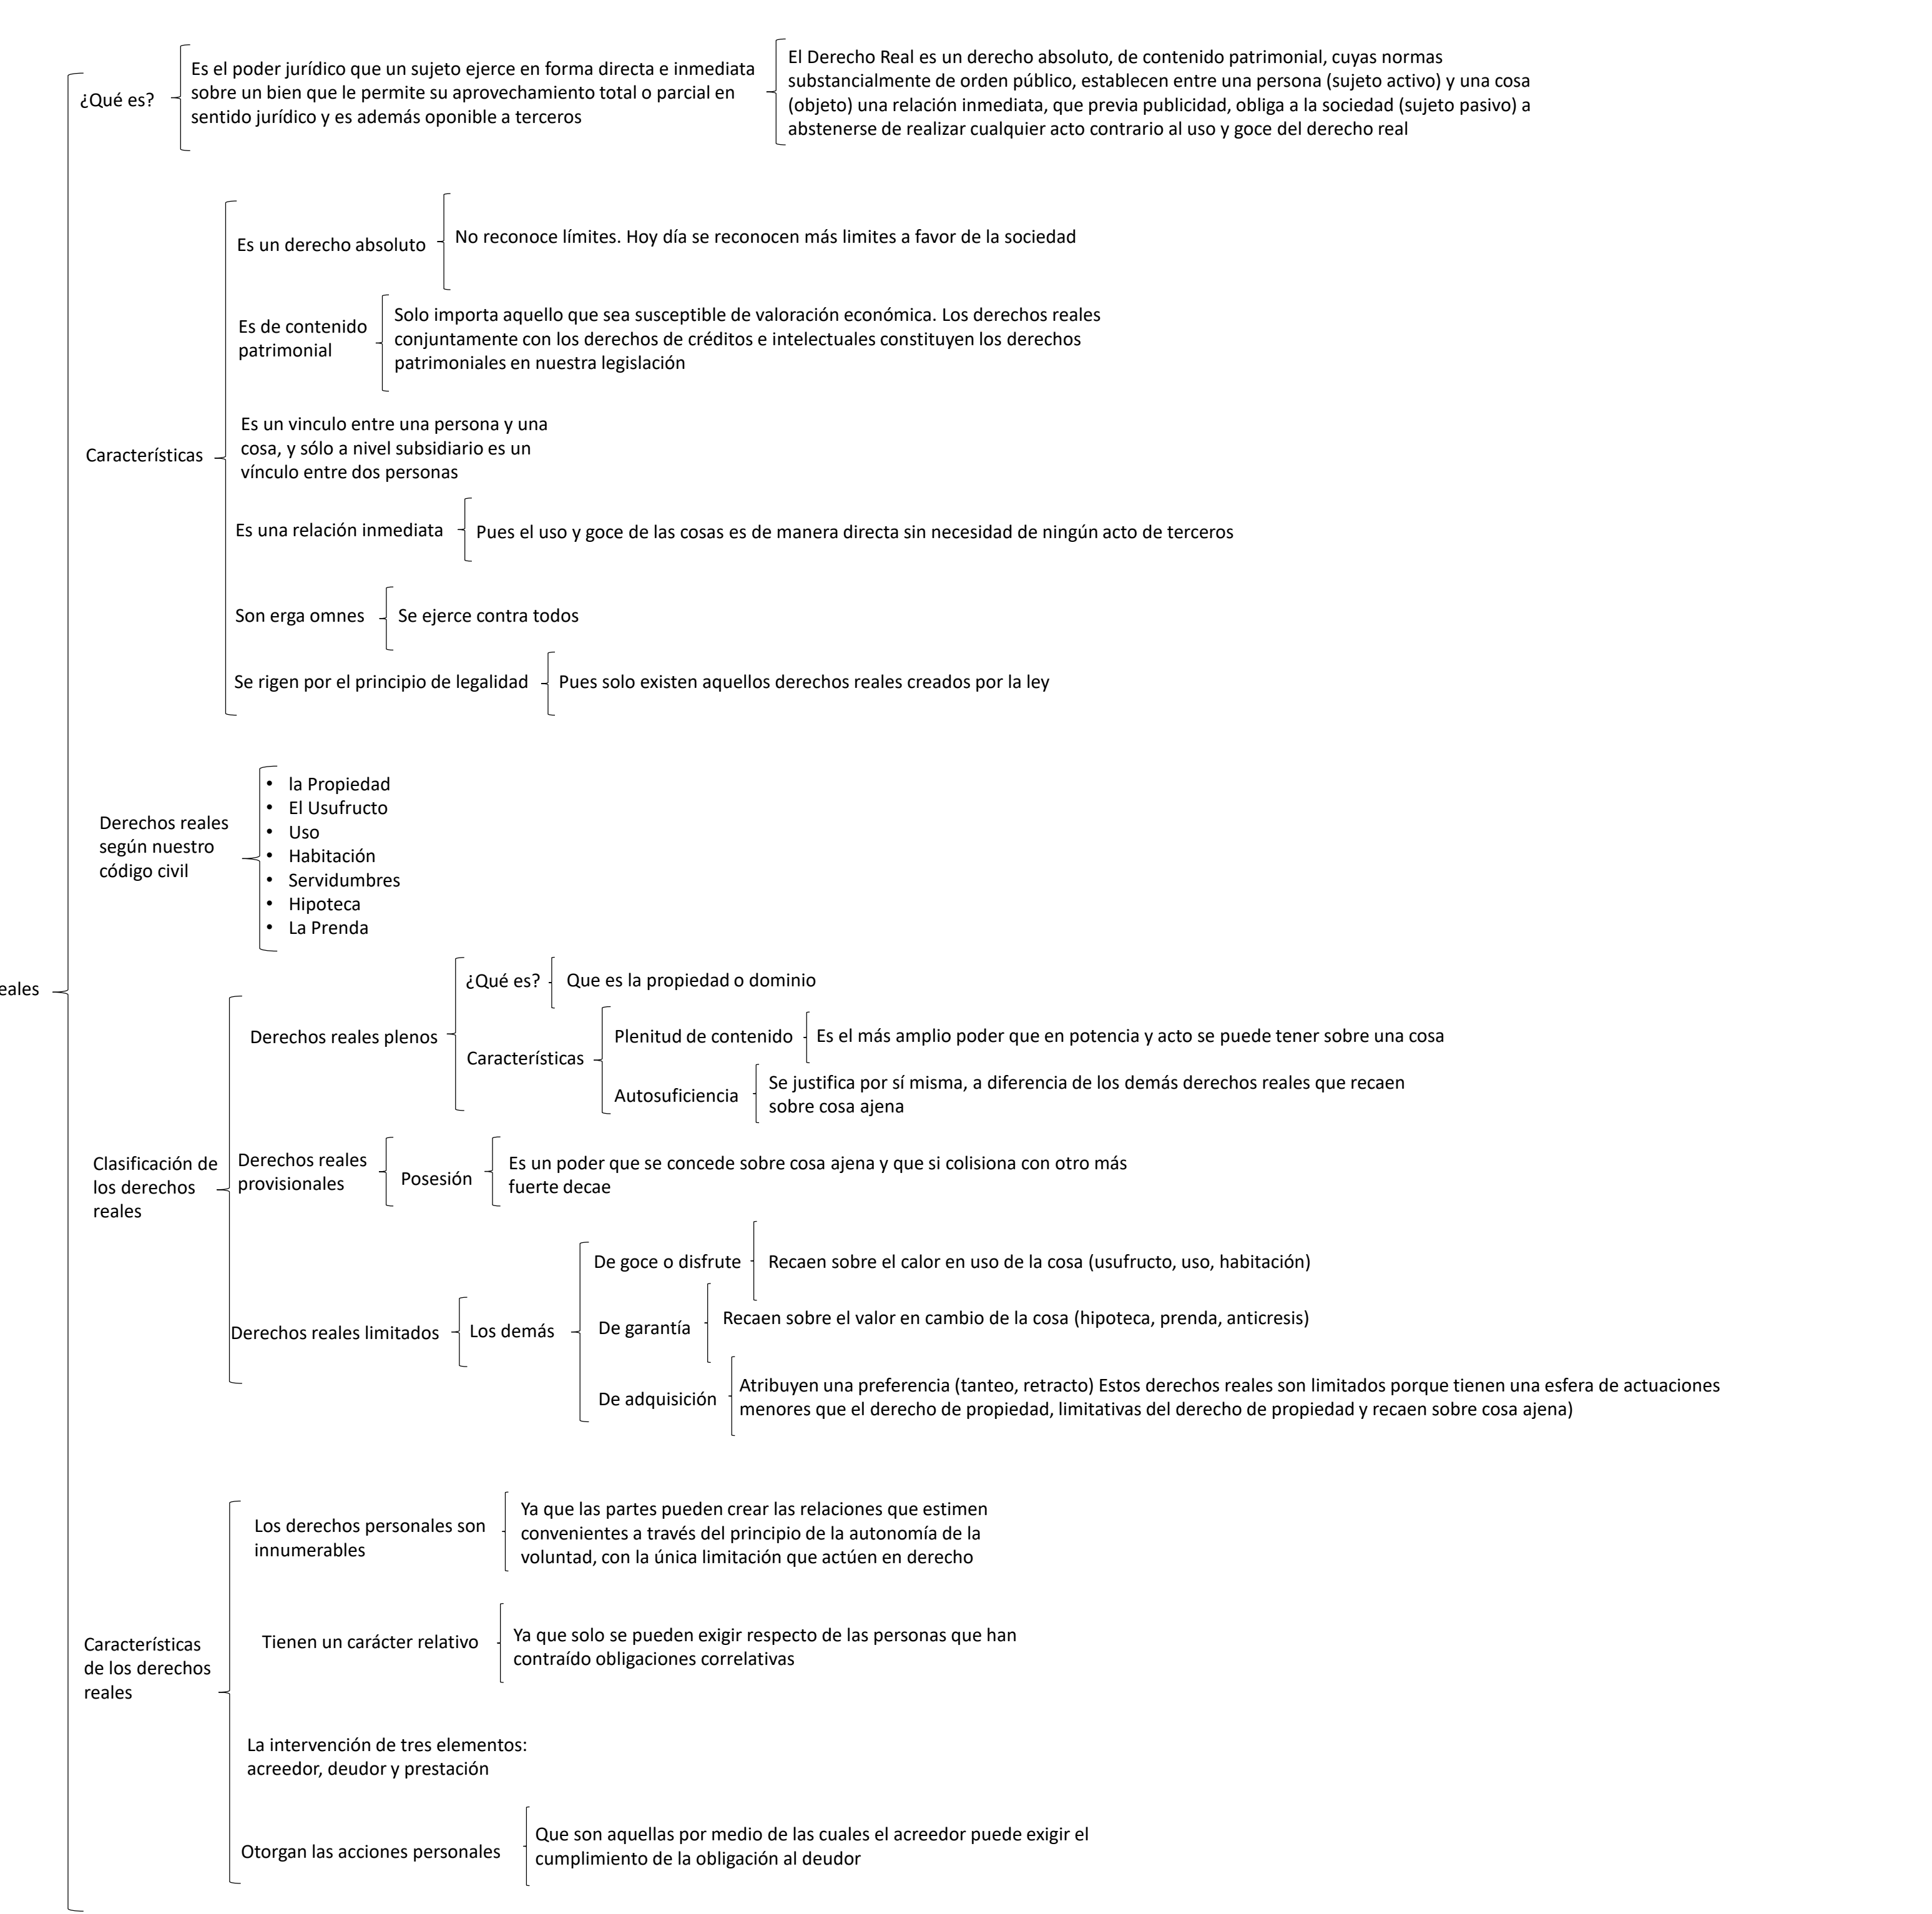 ¿Qué es?
Es el poder jurídico que un sujeto ejerce en forma directa e inmediata
sobre un bien que le permite su aprovechamiento total o parcial en
sentido jurídico y es además oponible a terceros
El Derecho Real es un derecho absoluto, de contenido patrimonial, cuyas normas
substancialmente de orden público, establecen entre una persona (sujeto activo) y una cosa
(objeto) una relación inmediata, que previa publicidad, obliga a la sociedad (sujeto pasivo) a
abstenerse de realizar cualquier acto contrario al uso y goce del derecho real
Características
Es un derecho absoluto
No reconoce límites. Hoy día se reconocen más limites a favor de la sociedad
Es de contenido
patrimonial
Solo importa aquello que sea susceptible de valoración económica. Los derechos reales
conjuntamente con los derechos de créditos e intelectuales constituyen los derechos
patrimoniales en nuestra legislación
Es un vinculo entre una persona y una
cosa, y sólo a nivel subsidiario es un
vínculo entre dos personas
Es una relación inmediata
Pues el uso y goce de las cosas es de manera directa sin necesidad de ningún acto de terceros
Son erga omnes
Se ejerce contra todos
Se rigen por el principio de legalidad
Pues solo existen aquellos derechos reales creados por la ley
Derechos reales
según nuestro
código civil
• la Propiedad
• El Usufructo
• Uso
• Habitación
• Servidumbres
• Hipoteca
• La Prenda
eales
Clasificación de
los derechos
reales
Derechos reales plenos
¿Qué es?
Que es la propiedad o dominio
Características
Plenitud de contenido
Es el más amplio poder que en potencia y acto se puede tener sobre una cosa
Autosuficiencia
Se justifica por sí misma, a diferencia de los demás derechos reales que recaen
sobre cosa ajena
Derechos reales
provisionales
Posesión
Es un poder que se concede sobre cosa ajena y que si colisiona con otro más
fuerte decae
Derechos reales limitados
Los demás
De goce o disfrute
Recaen sobre el calor en uso de la cosa (usufructo, uso, habitación)
De garantía
Recaen sobre el valor en cambio de la cosa (hipoteca, prenda, anticresis)
De adquisición
Atribuyen una preferencia (tanteo, retracto) Estos derechos reales son limitados porque tienen una esfera de actuaciones
menores que el derecho de propiedad, limitativas del derecho de propiedad y recaen sobre cosa ajena)
Características
de los derechos
reales
Los derechos personales son
innumerables
Ya que las partes pueden crear las relaciones que estimen
convenientes a través del principio de la autonomía de la
voluntad, con la única limitación que actúen en derecho
Tienen un carácter relativo
Ya que solo se pueden exigir respecto de las personas que han
contraído obligaciones correlativas
La intervención de tres elementos:
acreedor, deudor y prestación
Otorgan las acciones personales
Que son aquellas por medio de las cuales el acreedor puede exigir el
cumplimiento de la obligación al deudor